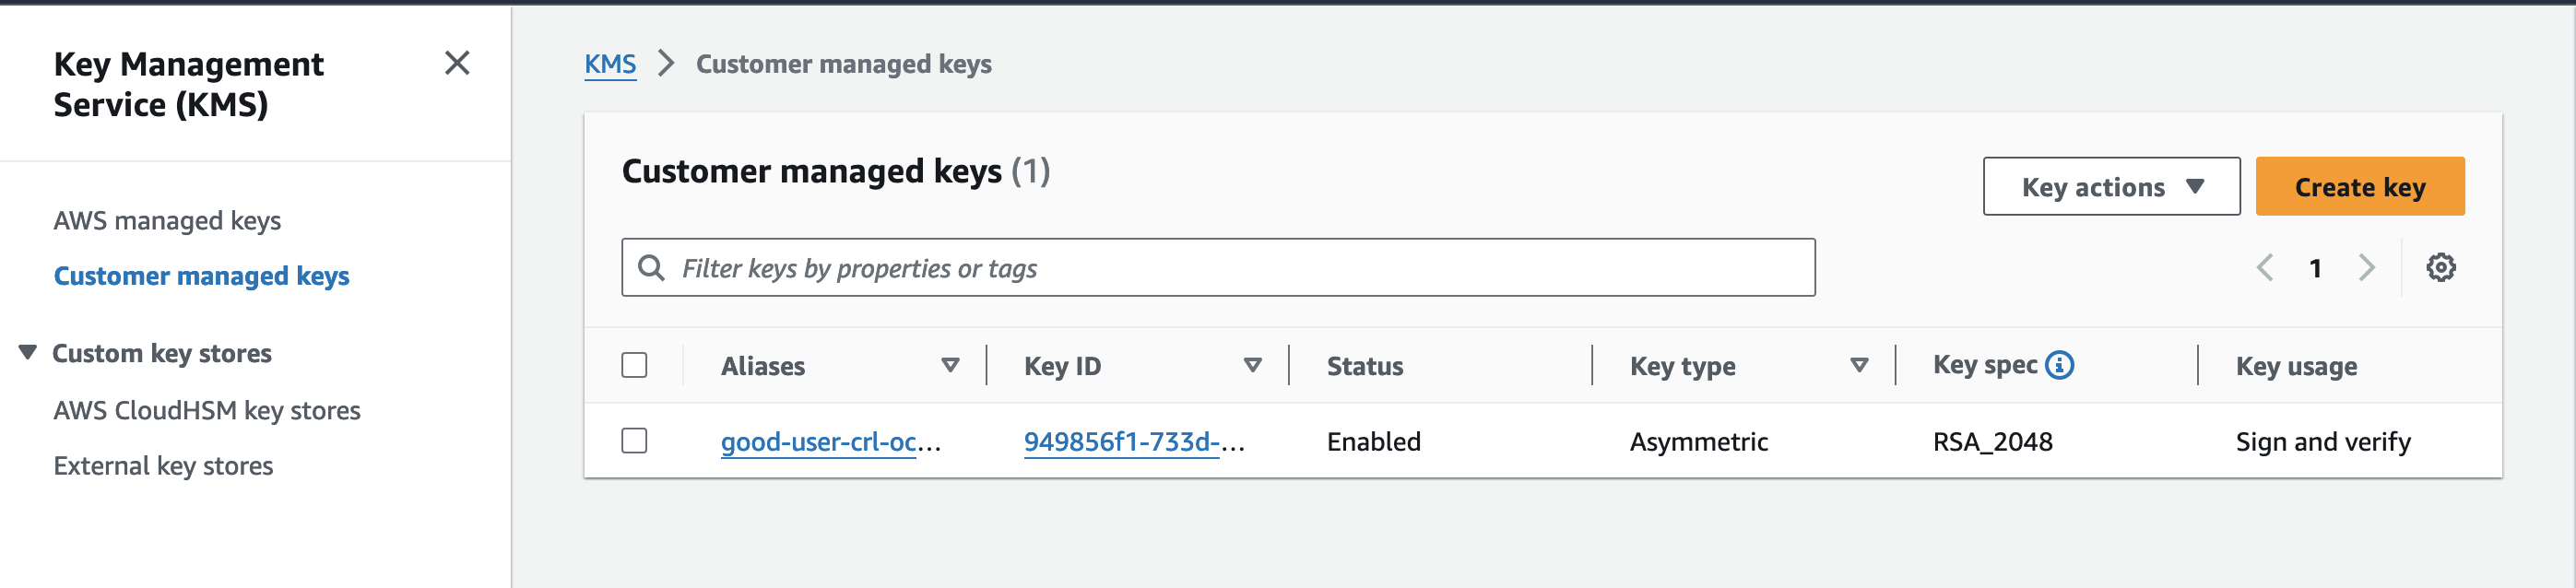 Key Management
Service (KMS)
AWS managed keys
Customer managed keys
Custom key stores
AWS CloudHSM key stores
External key stores
KMS > Customer managed keys
Customer managed keys (1)
Key actions
Create key
Filter keys by properties or tags
1
Aliases Key ID Status Key type Key spec Key usage
good-user-crl-oc... 949856f1-733d-... Enabled Asymmetric RSA_2048 Sign and verify